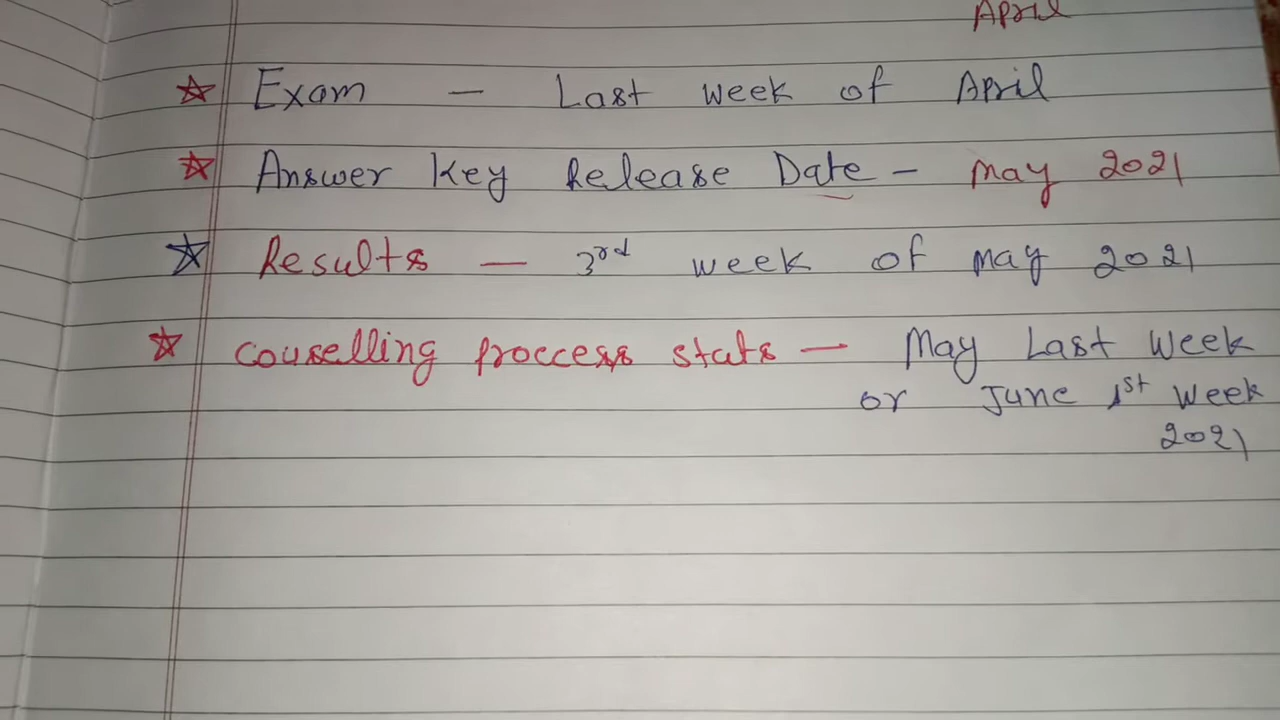 April
☆ Exam — Last week of April
☆ Answer Key Release Date - May 2021
☆ Results — 3rd week of May 2021
☆ Couselling proccess stats — May Last Week
or June 1st Week
2021